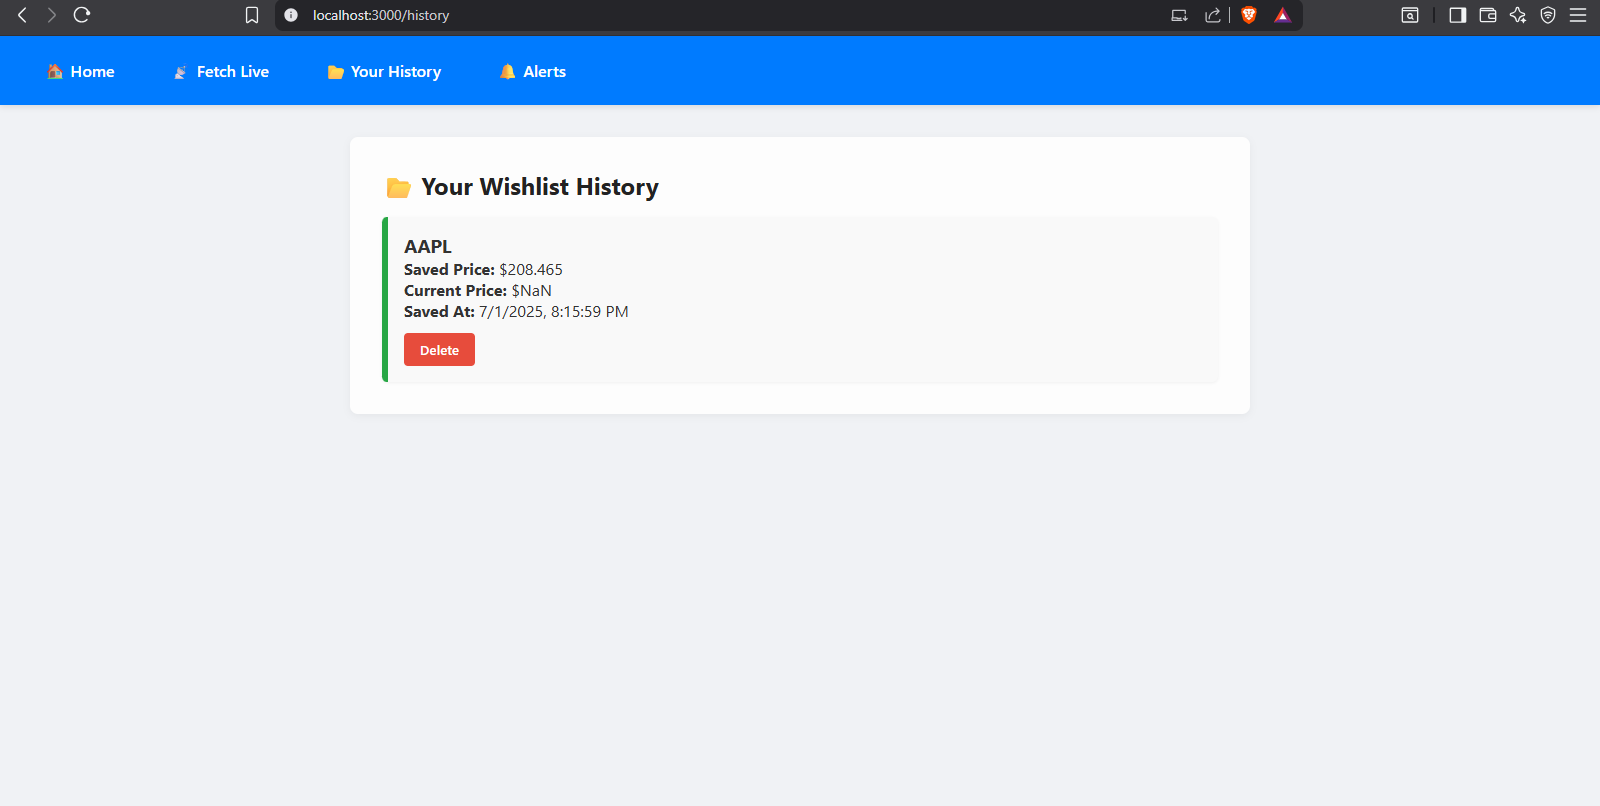 localhost:3000/history
Home Fetch Live Your History Alerts
Your Wishlist History
AAPL
Saved Price: $208.465
Current Price: $NaN
Saved At: 7/1/2025, 8:15:59 PM
Delete